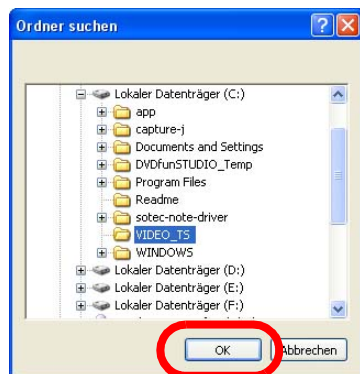 Ordner suchen
Lokaler Datenträger (C:)
app
capture-j
Documents and Settings
DVDfunSTUDIO_Temp
Program Files
Readme
sotec-note-driver
VIDEO_TS
WINDOWS
Lokaler Datenträger (D:)
Lokaler Datenträger (E:)
Lokaler Datenträger (F:)
OK Abbrechen